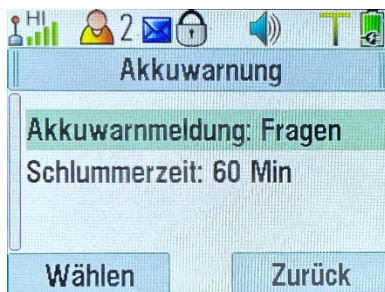 HI 2 T
Akkuwarnung
Akkuwarnmeldung: Fragen
Schlummerzeit: 60 Min
Wählen Zurück